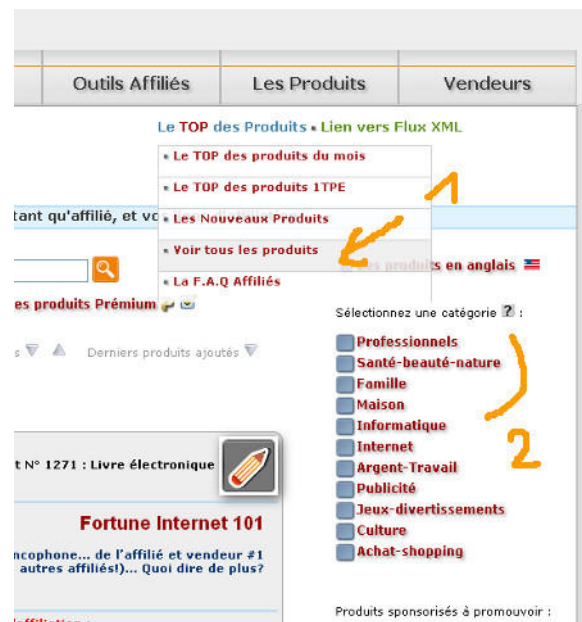 Outils Affiliés Les Produits Vendeurs
Le TOP des Produits • Lien vers Flux XML
Le TOP des produits du mois
Le TOP des produits 1TPE
1
tant qu'affilié, et vo
Les Nouveaux Produits
Voir tous les produits
produits en anglais
La F.A.Q Affiliés
es produits Prémium
Sélectionnez une catégorie ? :
s Derniers produits ajoutés
Professionnels
Santé-beauté-nature
Famille
Maison
Informatique
Internet
Argent-Travail
Publicité
Jeux-divertissements
Culture
Achat-shopping
2
t N° 1271 : Livre électronique
Fortune Internet 101
ncophone... de l'affilié et vendeur #1
autres affiliés!)... Quoi dire de plus?
Produits sponsorisés à promouvoir :